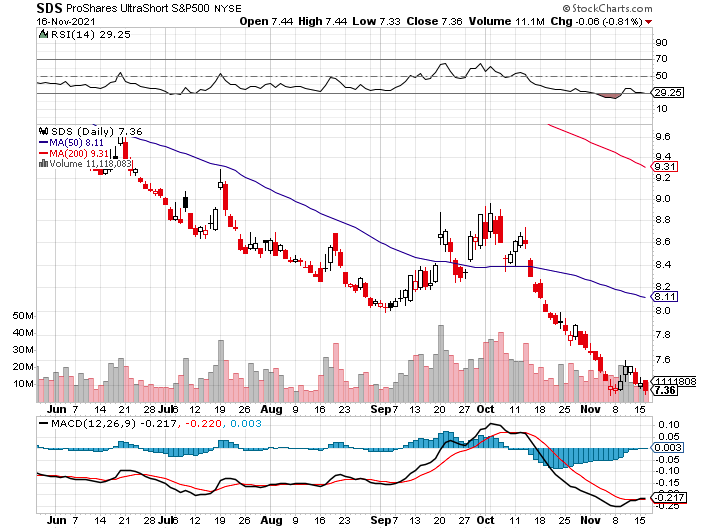 SDS ProShares UltraShort S&P500 NYSE © StockCharts.com
16-Nov-2021 Open 7.44 High 7.44 Low 7.33 Close 7.36 Volume 11.1M Chg -0.06 (-0.81%)
RSI(14) 29.25
90
70
50
29.25
10
SDS (Daily) 7.36
MA(50) 8.11
MA(200) 9.31
Volume 11,118,083
9.6
9.4
9.31
9.2
9.0
8.8
8.6
8.4
8.2
8.11
8.0
7.8
7.6
11118083
7.36
50M
40M
30M
20M
10M
Jun 7 14 21 28 Jul 6 12 19 26 Aug 9 16 23 Sep 7 13 20 27 Oct 11 18 25 Nov 8 15
MACD(12,26,9) -0.217, -0.220, 0.003
0.10
0.05
0.003
-0.05
-0.10
-0.15
-0.217
-0.25
Jun 7 14 21 28 Jul 6 12 19 26 Aug 9 16 23 Sep 7 13 20 27 Oct 11 18 25 Nov 8 15